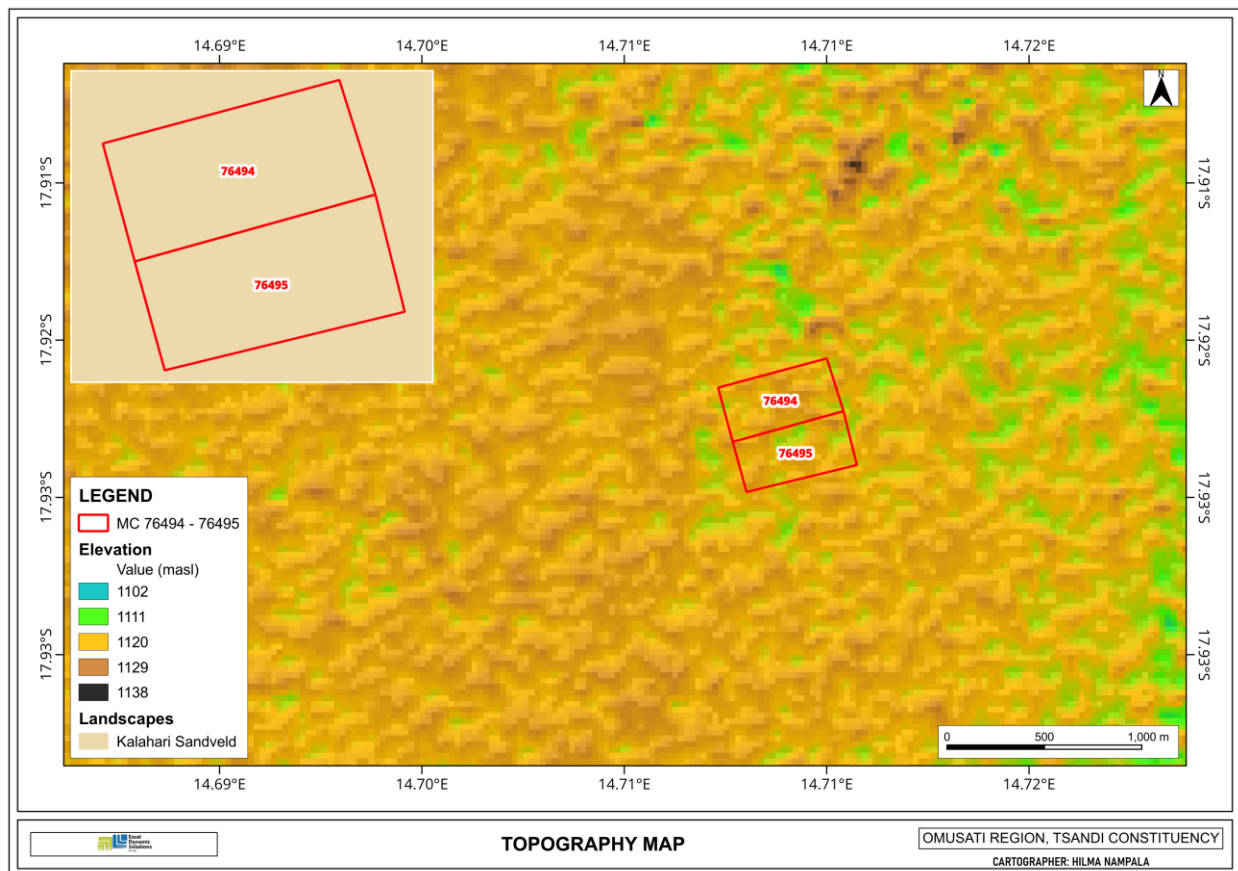 14.69°E 14.70°E 14.71°E 14.71°E 14.72°E
N
76494
76495
17.91°S
17.91°S
17.92°S
17.92°S
76494
76495
17.93°S
17.93°S
17.93°S
17.93°S
LEGEND
MC 76494 - 76495
Elevation
Value (masl)
1102
1111
1120
1129
1138
Landscapes
Kalahari Sandveld
0 500 1,000 m
14.69°E 14.70°E 14.71°E 14.71°E 14.72°E
Excel
Dynamic
Solutions
TOPOGRAPHY MAP
OMUSATI REGION, TSANDI CONSTITUENCY
CARTOGRAPHER: HILMA NAMPALA